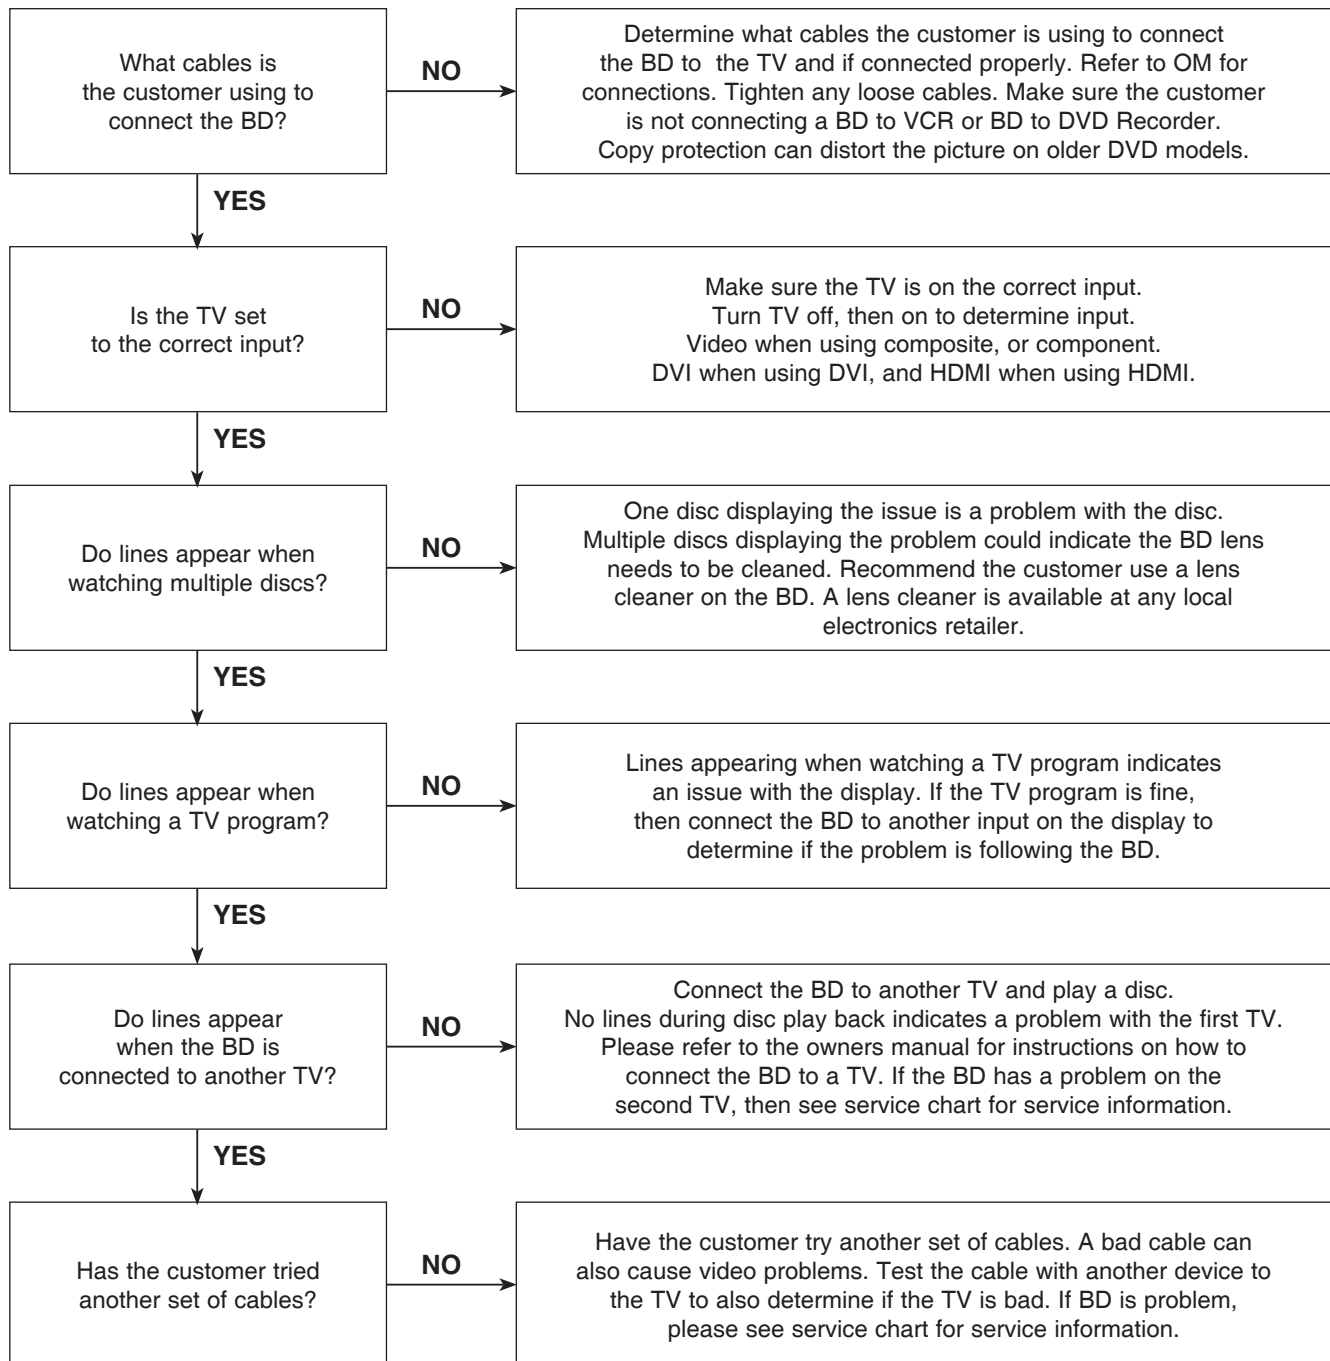 What cables is
the customer using to
connect the BD?
NO
Determine what cables the customer is using to connect
the BD to the TV and if connected properly. Refer to OM for
connections. Tighten any loose cables. Make sure the customer
is not connecting a BD to VCR or BD to DVD Recorder.
Copy protection can distort the picture on older DVD models.
YES
Is the TV set
to the correct input?
NO
Make sure the TV is on the correct input.
Turn TV off, then on to determine input.
Video when using composite, or component.
DVI when using DVI, and HDMI when using HDMI.
YES
Do lines appear when
watching multiple discs?
NO
One disc displaying the issue is a problem with the disc.
Multiple discs displaying the problem could indicate the BD lens
needs to be cleaned. Recommend the customer use a lens
cleaner on the BD. A lens cleaner is available at any local
electronics retailer.
YES
Do lines appear when
watching a TV program?
NO
Lines appearing when watching a TV program indicates
an issue with the display. If the TV program is fine,
then connect the BD to another input on the display to
determine if the problem is following the BD.
YES
Do lines appear
when the BD is
connected to another TV?
NO
Connect the BD to another TV and play a disc.
No lines during disc play back indicates a problem with the first TV.
Please refer to the owners manual for instructions on how to
connect the BD to a TV. If the BD has a problem on the
second TV, then see service chart for service information.
YES
Has the customer tried
another set of cables?
NO
Have the customer try another set of cables. A bad cable can
also cause video problems. Test the cable with another device to
the TV to also determine if the TV is bad. If BD is problem,
please see service chart for service information.